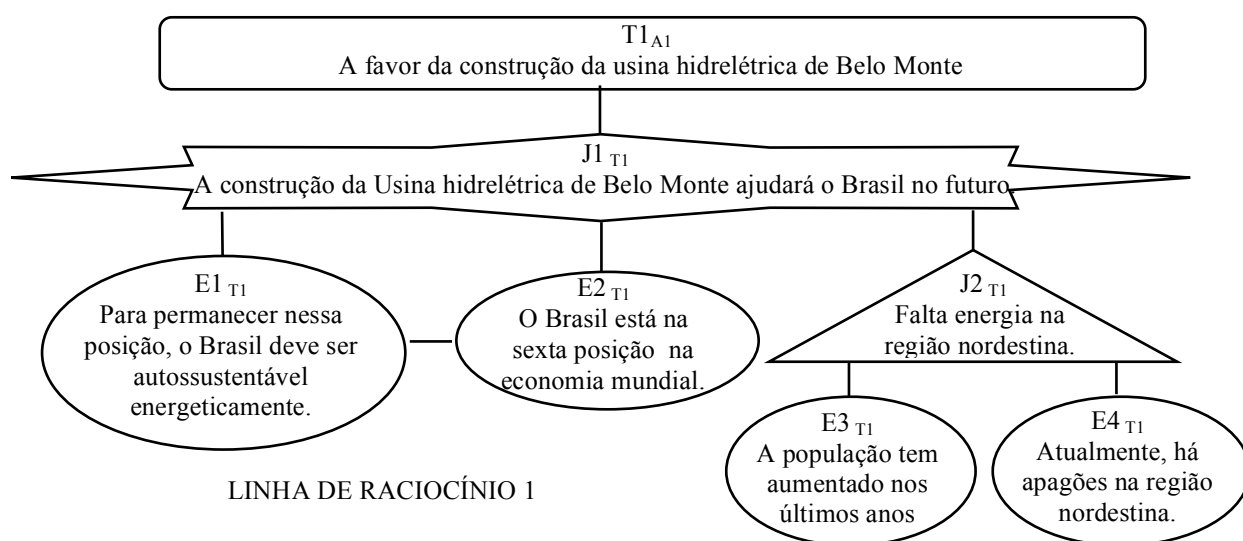 T1A1
A favor da construção da usina hidrelétrica de Belo Monte
J1 T1
A construção da Usina hidrelétrica de Belo Monte ajudará o Brasil no futuro.
E1 T1
Para permanecer nessa
posição, o Brasil deve ser
autossustentável
energeticamente.
E2 T1
O Brasil está na
sexta posição na
economia mundial.
J2 T1
Falta energia na
região nordestina.
E3 T1
A população tem
aumentado nos
últimos anos
E4 T1
Atualmente, há
apagões na região
nordestina.
LINHA DE RACIOCÍNIO 1